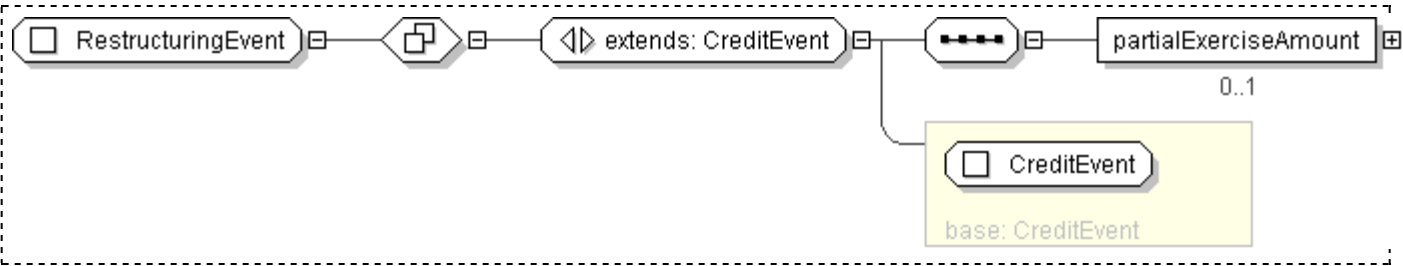 RestructuringEvent
extends: CreditEvent
partialExerciseAmount
0..1
CreditEvent
base: CreditEvent